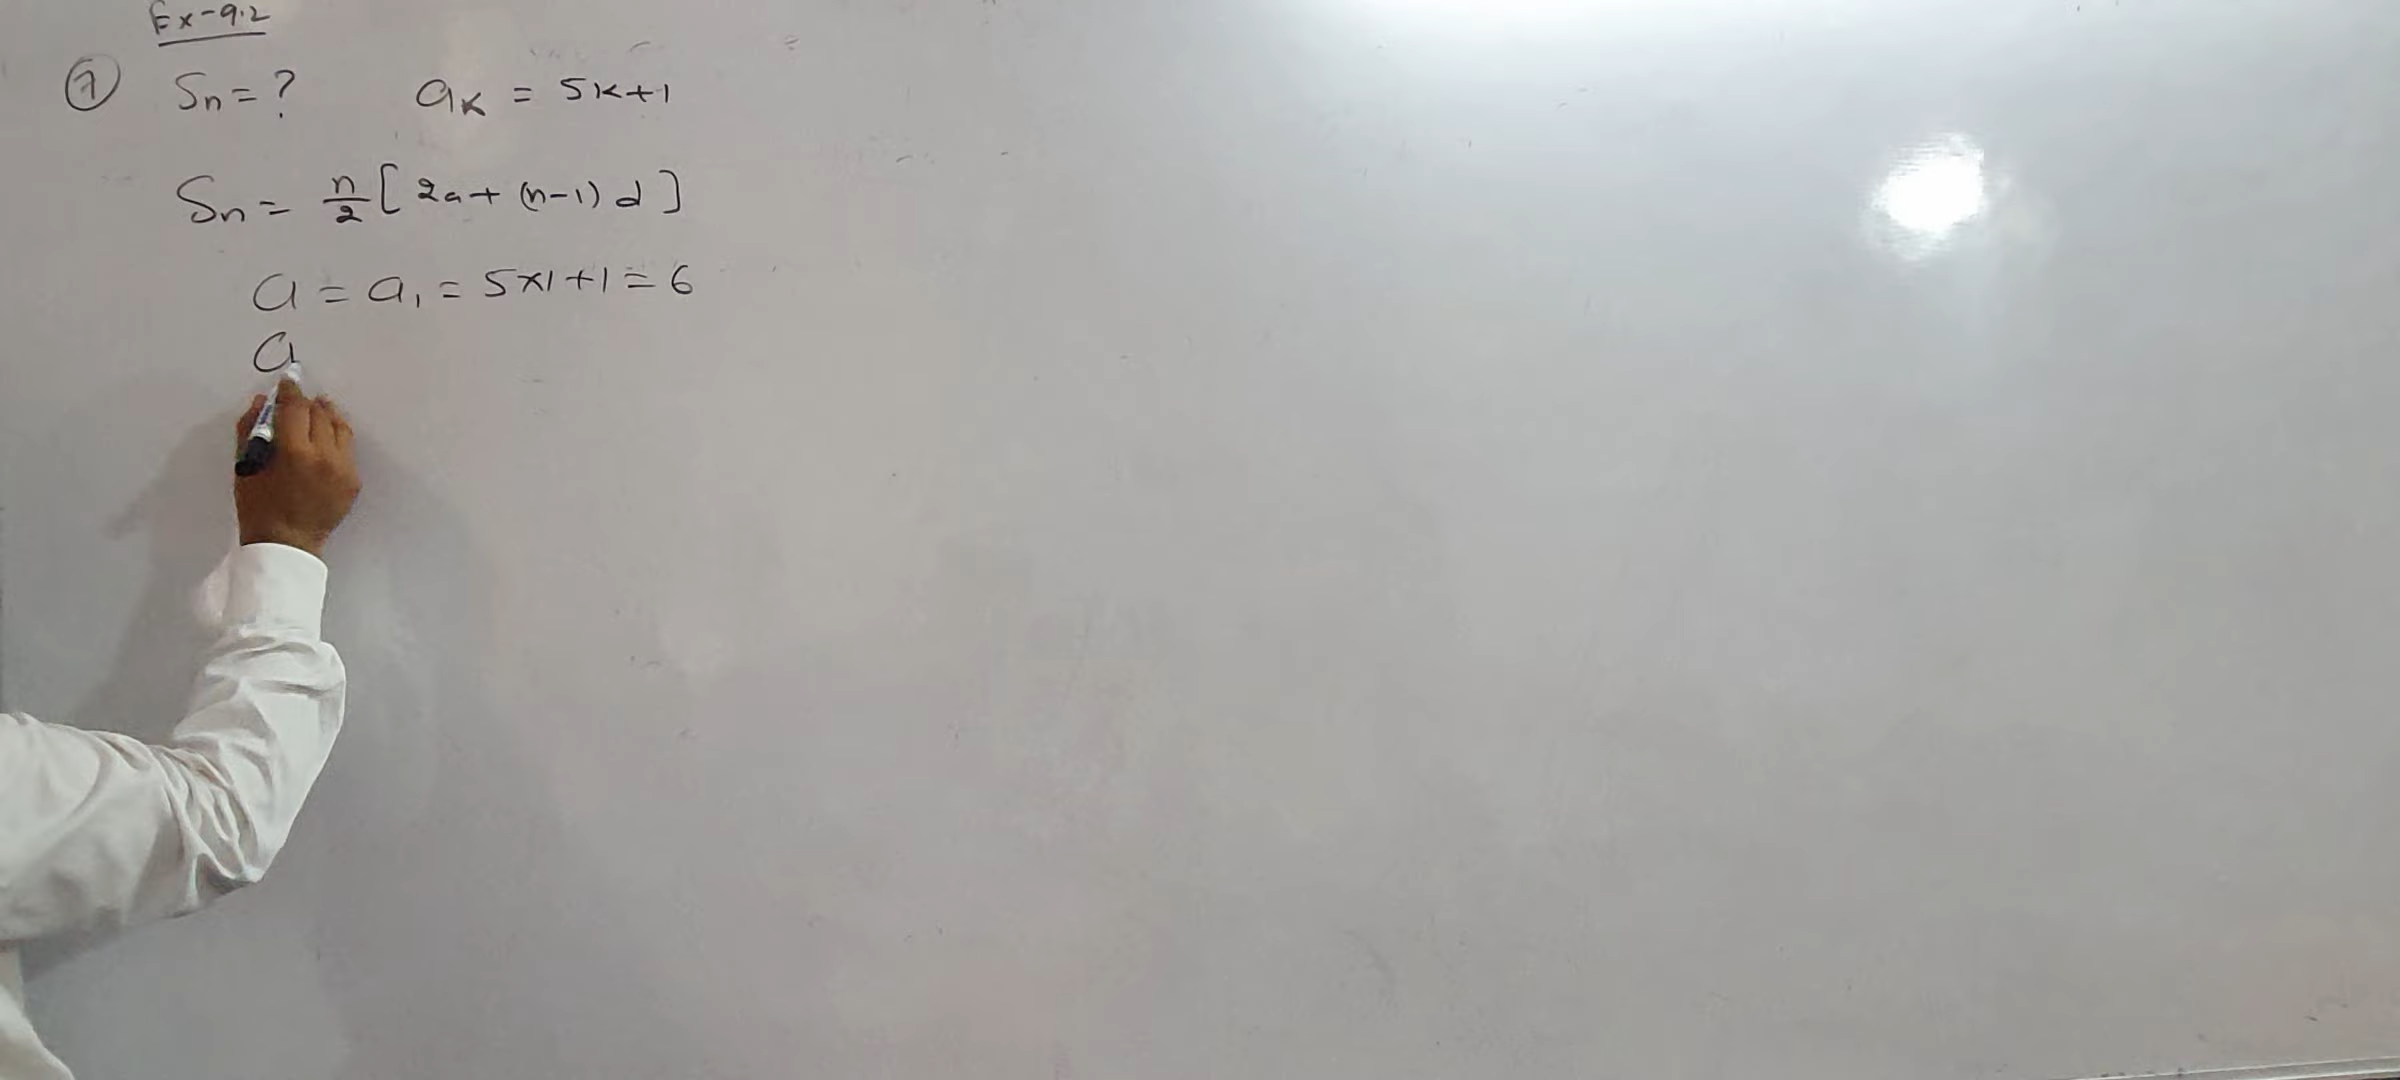 Ex-9.2
⑦ Sn = ? aK = 5K+1
Sn = n/2 [ 2a + (n-1) d ]
a = a₁ = 5×1+1 = 6
a